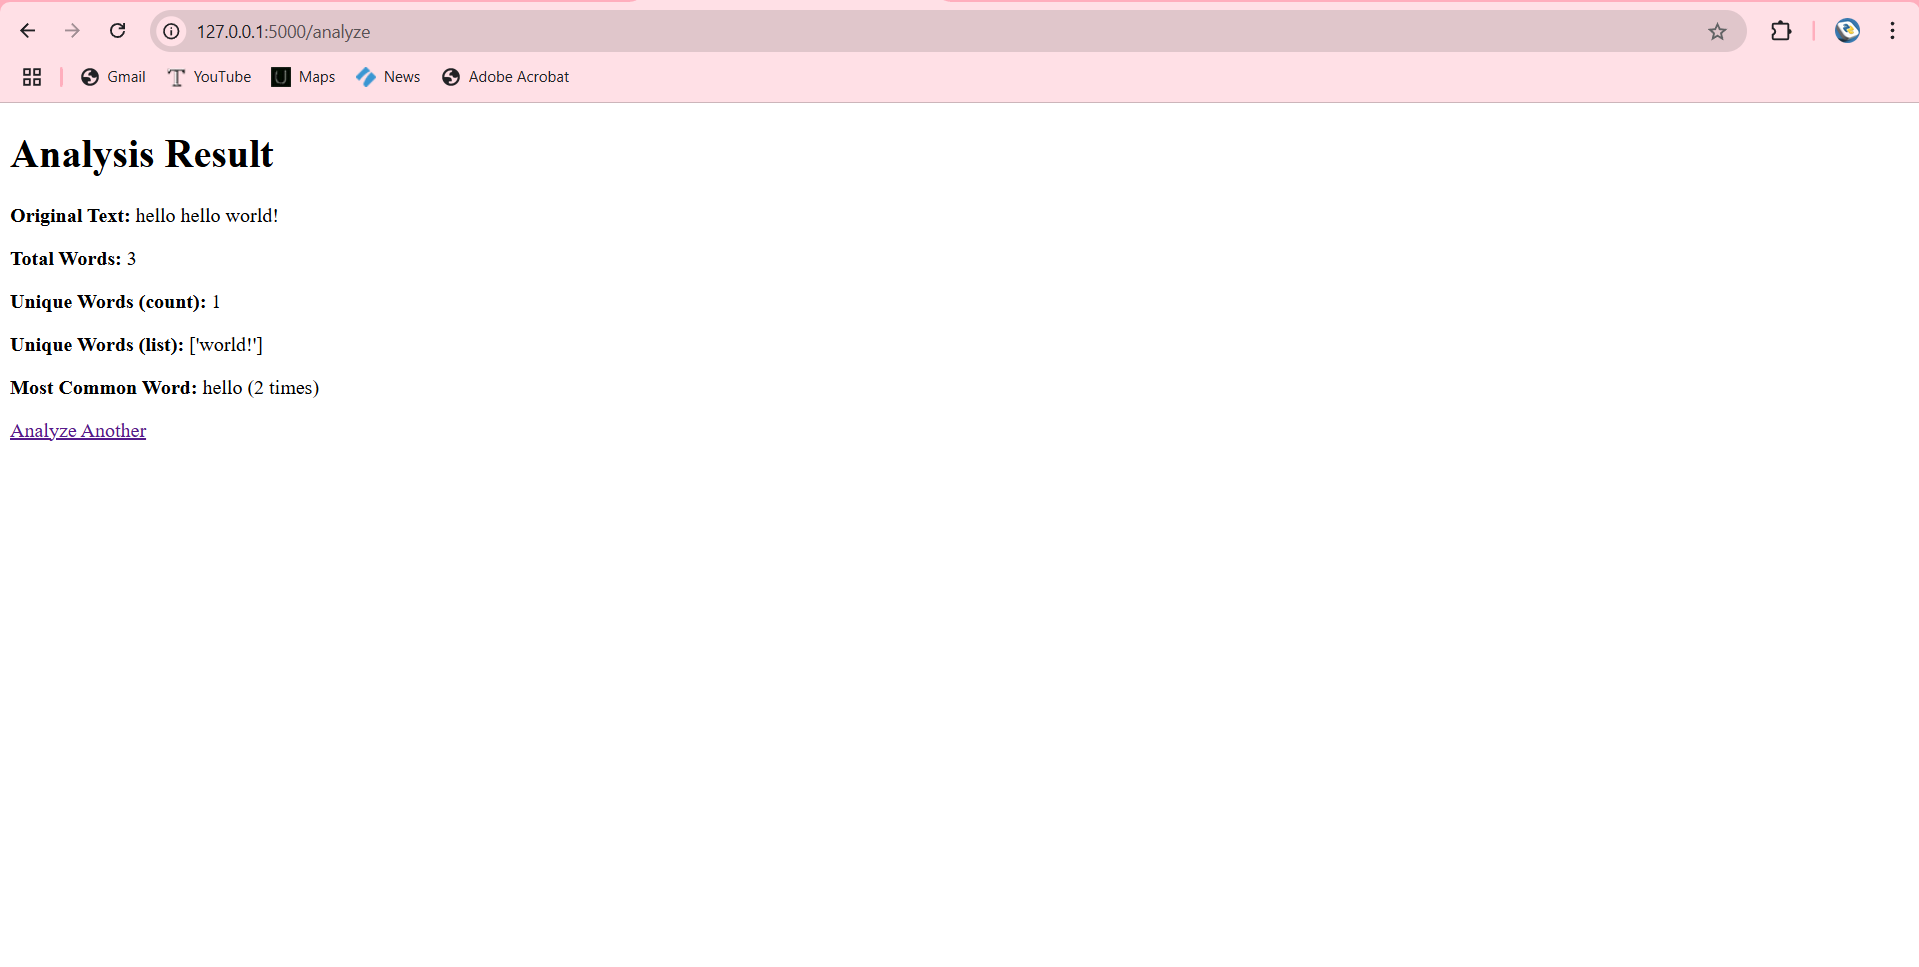 127.0.0.1:5000/analyze
Gmail YouTube Maps News Adobe Acrobat
Analysis Result
Original Text: hello hello world!
Total Words: 3
Unique Words (count): 1
Unique Words (list): ['world!']
Most Common Word: hello (2 times)
Analyze Another